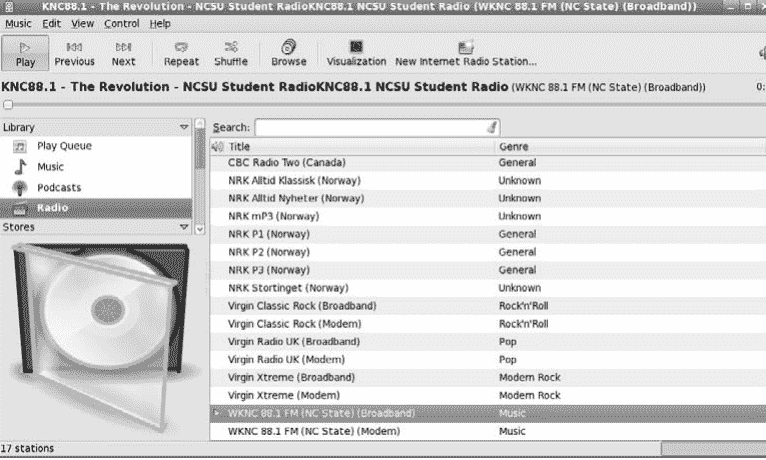 KNC88.1 - The Revolution - NCSU Student RadioKNC88.1 NCSU Student Radio (WKNC 88.1 FM (NC State) (Broadband))
Music Edit View Control Help
Play Previous Next Repeat Shuffle Browse Visualization New Internet Radio Station...
KNC88.1 - The Revolution - NCSU Student RadioKNC88.1 NCSU Student Radio (WKNC 88.1 FM (NC State) (Broadband)) 0:
Library
Play Queue
Music
Podcasts
Radio
Stores
Search:
Title Genre
CBC Radio Two (Canada) General
NRK Alltid Klassisk (Norway) Unknown
NRK Alltid Nyheter (Norway) Unknown
NRK mP3 (Norway) Unknown
NRK P1 (Norway) General
NRK P2 (Norway) General
NRK P3 (Norway) General
NRK Stortinget (Norway) Unknown
Virgin Classic Rock (Broadband) Rock'n'Roll
Virgin Classic Rock (Modem) Rock'n'Roll
Virgin Radio UK (Broadband) Pop
Virgin Radio UK (Modem) Pop
Virgin Xtreme (Broadband) Modern Rock
Virgin Xtreme (Modem) Modern Rock
WKNC 88.1 FM (NC State) (Broadband) Music
WKNC 88.1 FM (NC State) (Modem) Music
17 stations